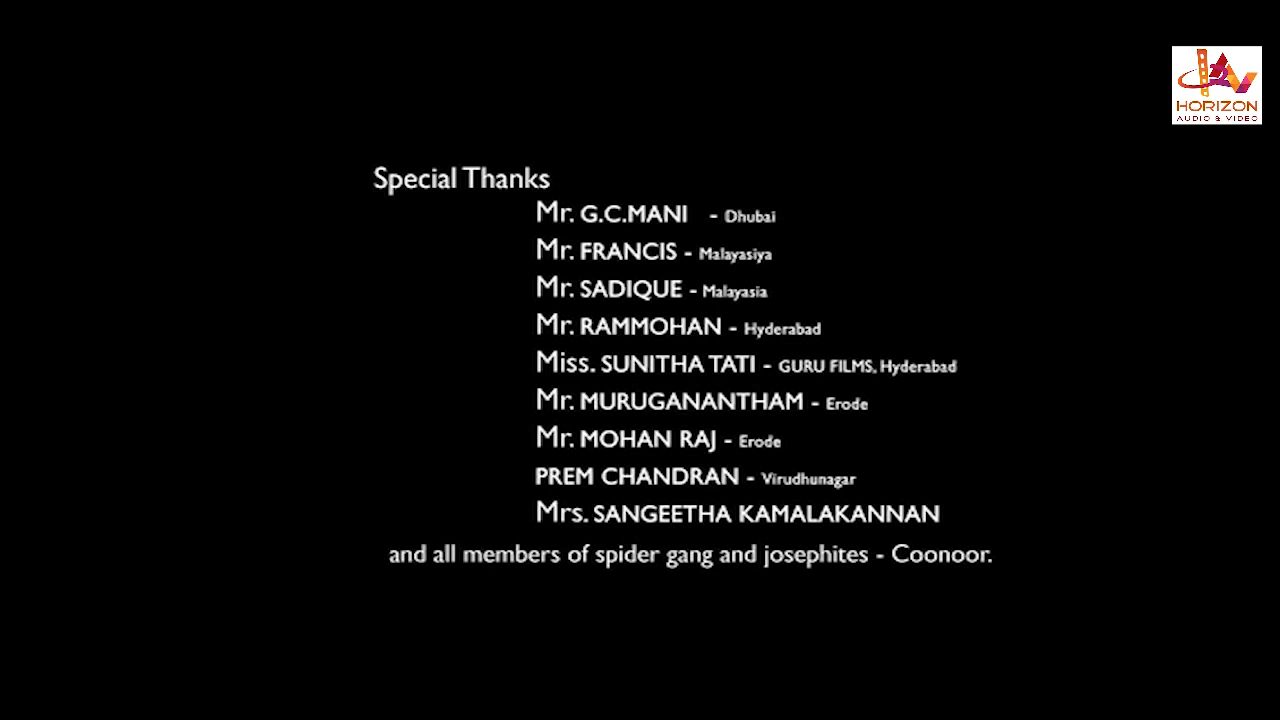 HORIZON
AUDIO & VIDEO
Special Thanks
Mr. G.C.MANI - Dhubai
Mr. FRANCIS - Malayasiya
Mr. SADIQUE - Malayasia
Mr. RAMMOHAN - Hyderabad
Miss. SUNITHA TATI - GURU FILMS, Hyderabad
Mr. MURUGANANTHAM - Erode
Mr. MOHAN RAJ - Erode
PREM CHANDRAN - Virudhunagar
Mrs. SANGEETHA KAMALAKANNAN
and all members of spider gang and josephites - Coonoor.